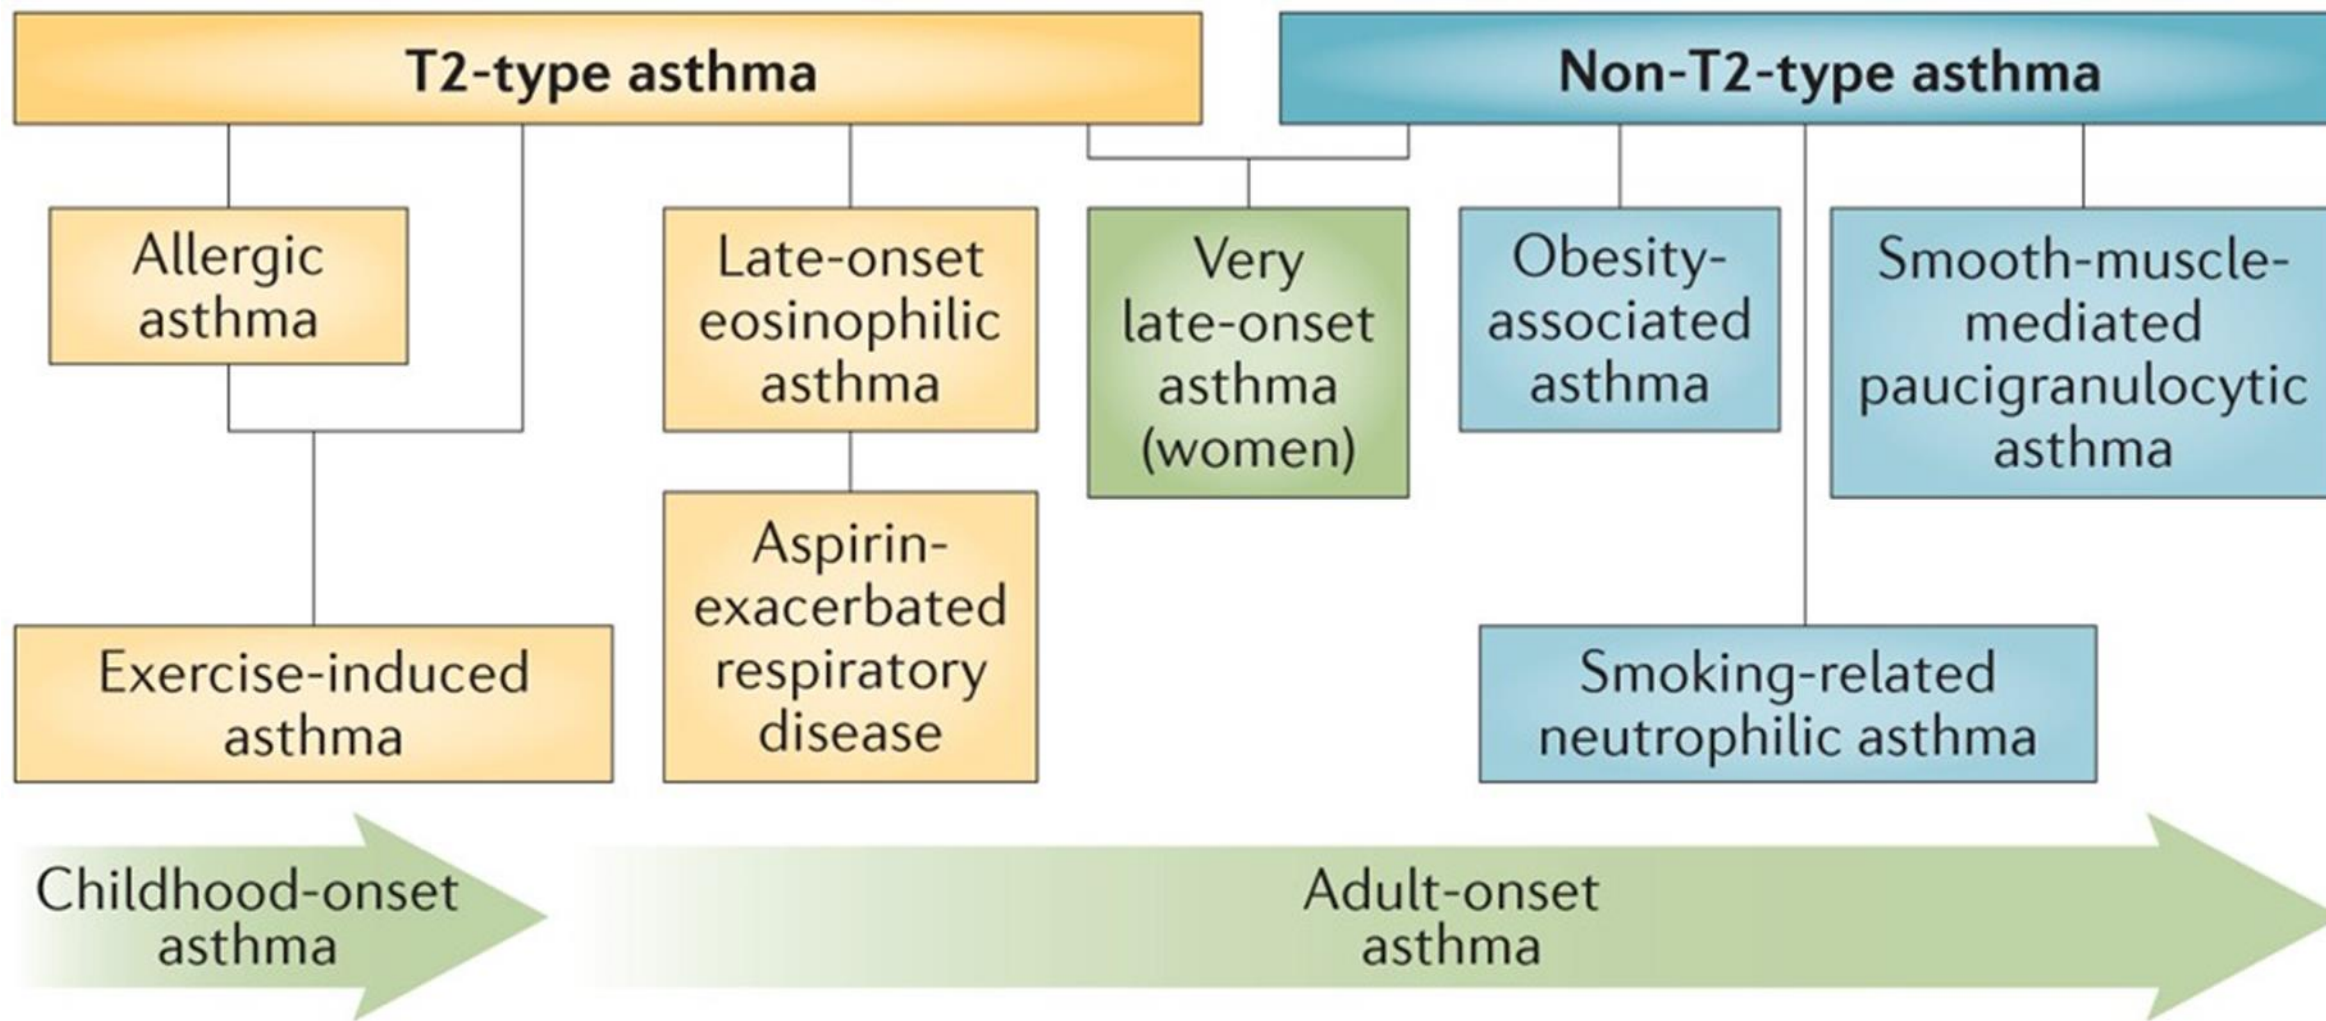 T2-type asthma
Non-T2-type asthma
Allergic
asthma
Late-onset
eosinophilic
asthma
Very
late-onset
asthma
(women)
Obesity-
associated
asthma
Smooth-muscle-
mediated
paucigranulocytic
asthma
Aspirin-
exacerbated
respiratory
disease
Exercise-induced
asthma
Smoking-related
neutrophilic asthma
Childhood-onset
asthma
Adult-onset
asthma